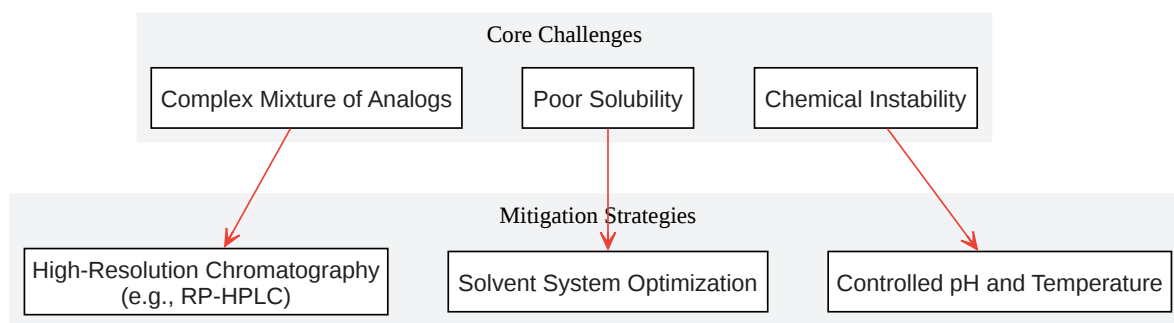 Core Challenges
Complex Mixture of Analogs
Poor Solubility
Chemical Instability
Mitigation Strategies
High-Resolution Chromatography
(e.g., RP-HPLC)
Solvent System Optimization
Controlled pH and Temperature